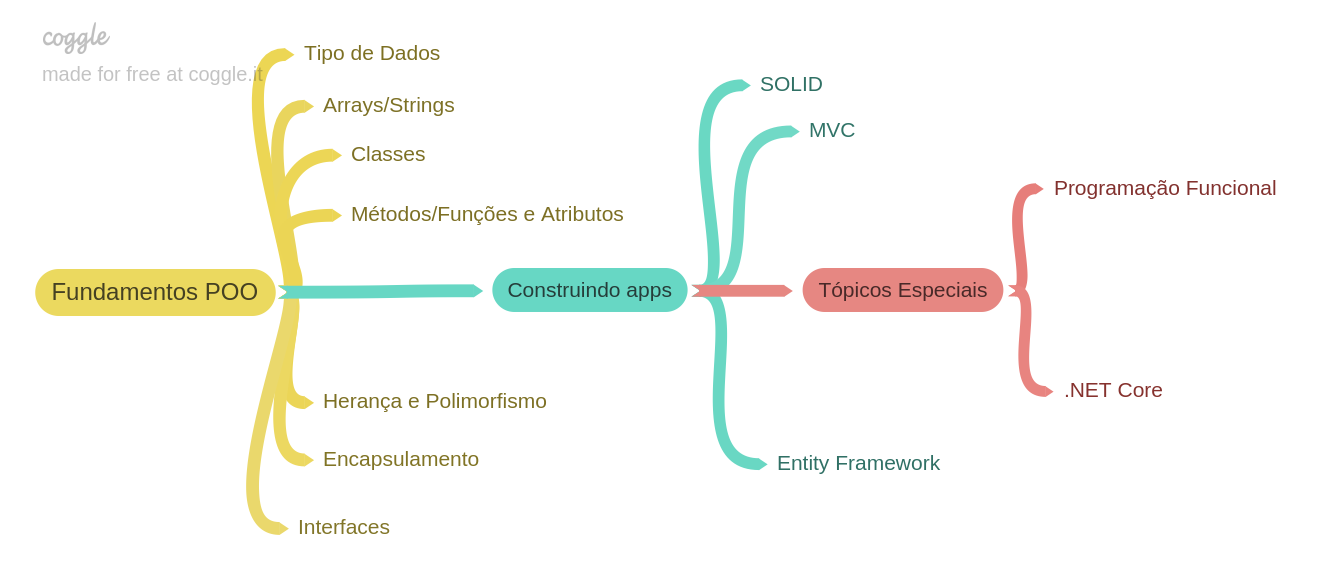 coggle
made for free at coggle.it
Tipo de Dados
Arrays/Strings
Classes
Métodos/Funções e Atributos
Fundamentos POO
Herança e Polimorfismo
Encapsulamento
Interfaces
SOLID
MVC
Construindo apps
Entity Framework
Programação Funcional
Tópicos Especiais
.NET Core